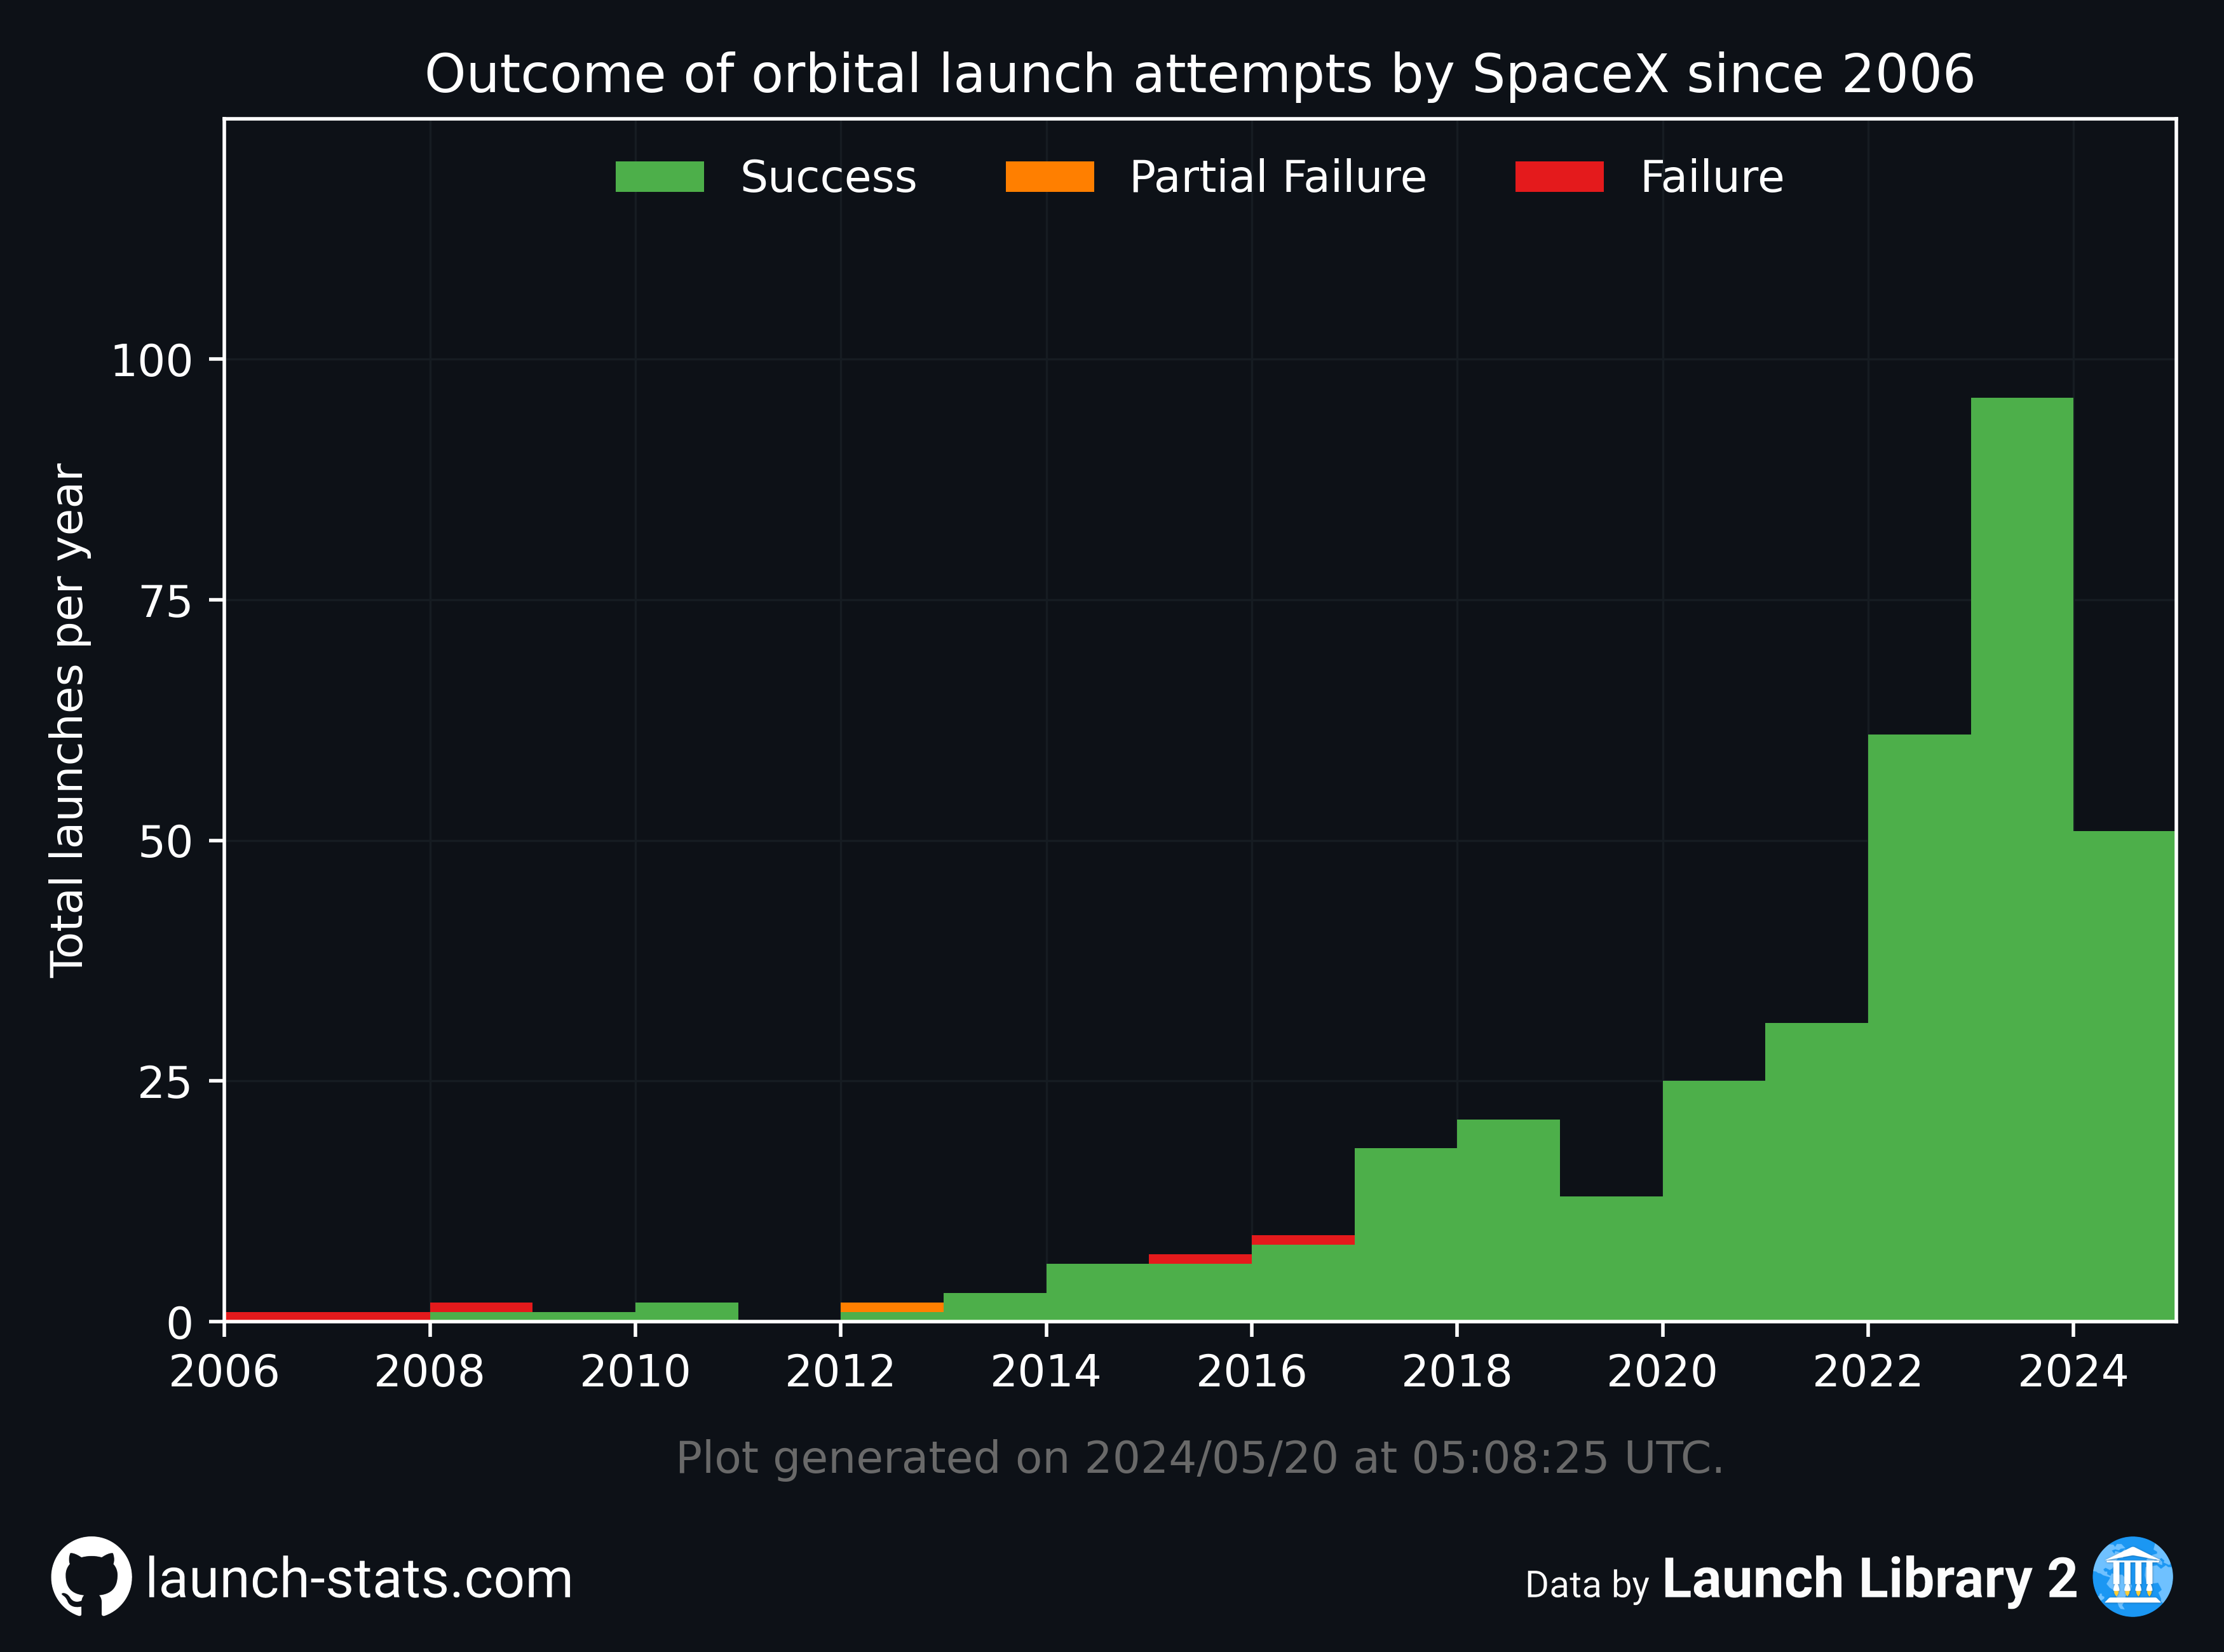 Outcome of orbital launch attempts by SpaceX since 2006
Success Partial Failure Failure
Total launches per year
100
75
50
25
0
2006 2008 2010 2012 2014 2016 2018 2020 2022 2024
Plot generated on 2024/05/20 at 05:08:25 UTC.
launch-stats.com
Data by Launch Library 2